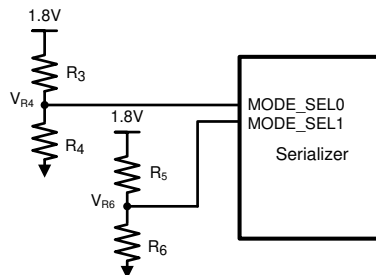 1.8V
R3
VR4
R4
1.8V
R5
VR6
R6
MODE_SEL0
MODE_SEL1
Serializer